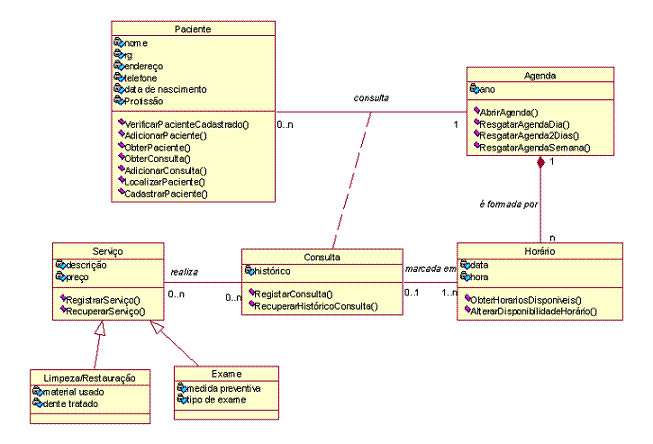 Paciente
nome
rg
endereço
telefone
data de nascimento
Profissão
VerificarPacienteCadastrado()
AdicionarPaciente()
ObterPaciente()
ObterConsulta()
AdicionarConsulta()
LocalizarPaciente()
CadastrarPaciente()
consulta
0..n
1
Agenda
ano
AbrirAgenda()
ResgatarAgendaDia()
ResgatarAgenda2Dias()
ResgatarAgendaSemana()
1
é formada por
n
Serviço
descrição
preço
RegistrarServiço()
RecuperarServiço()
realiza
0..n
0..n
Consulta
histórico
RegistarConsulta()
RecuperarHistóricoConsulta()
marcada em
0..1
1..n
Horário
data
hora
ObterHorariosDisponiveis()
AlterarDisponibilidadeHorário()
Limpeza/Restauração
material usado
dente tratado
Exame
medida preventiva
tipo de exame